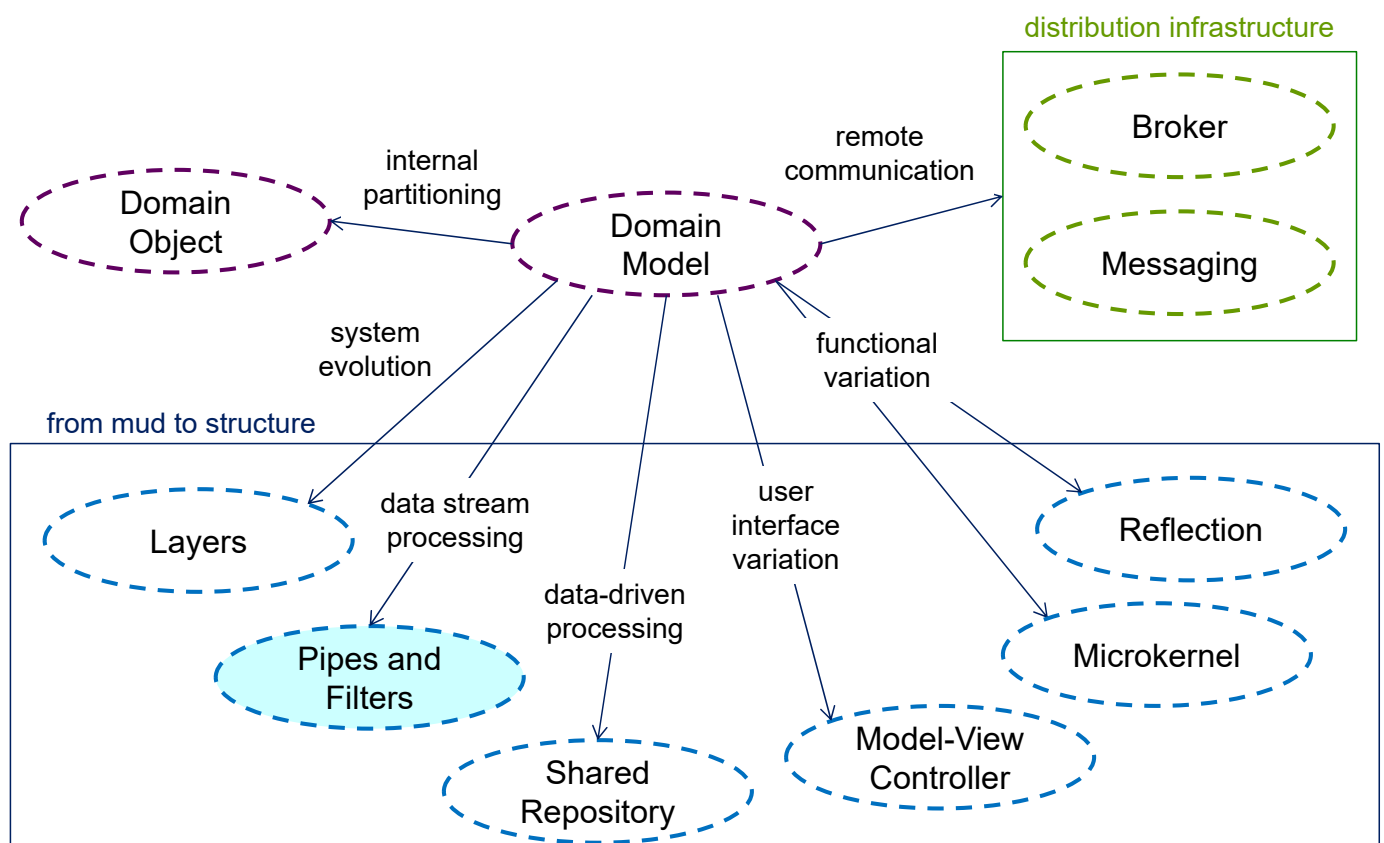 distribution infrastructure
Broker
remote
communication
internal
partitioning
Domain
Object
Domain
Model
Messaging
system
evolution
functional
variation
from mud to structure
data stream
processing
user
interface
variation
Layers
Reflection
data-driven
processing
Pipes and
Filters
Microkernel
Model-View
Controller
Shared
Repository